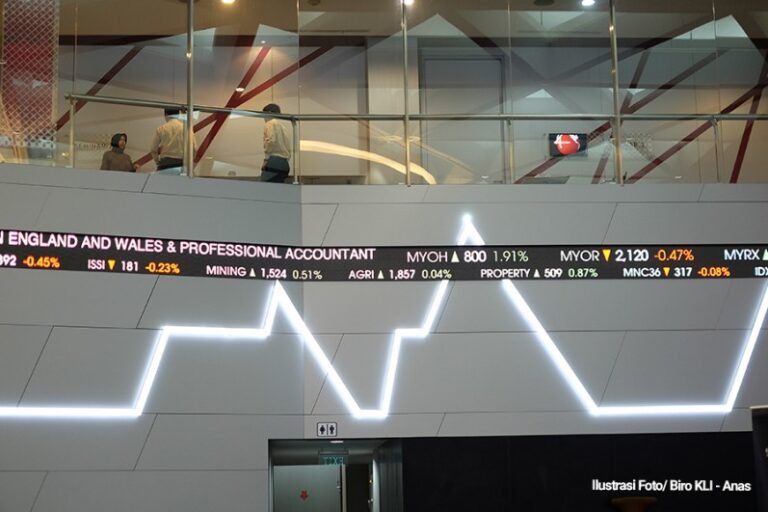 N ENGLAND AND WALES & PROFESSIONAL ACCOUNTANT MYOH ▲ 800 1.91% MYOR ▼ 2,120 -0.47% MYRX ▲
392 -0.45% ISSI ▼ 181 -0.23% MINING ▲ 1,524 0.51% AGRI ▲ 1,857 0.04% PROPERTY ▲ 509 0.87% MNC36 ▼ 317 -0.08% IDX
Ilustrasi Foto/ Biro KLI - Anas